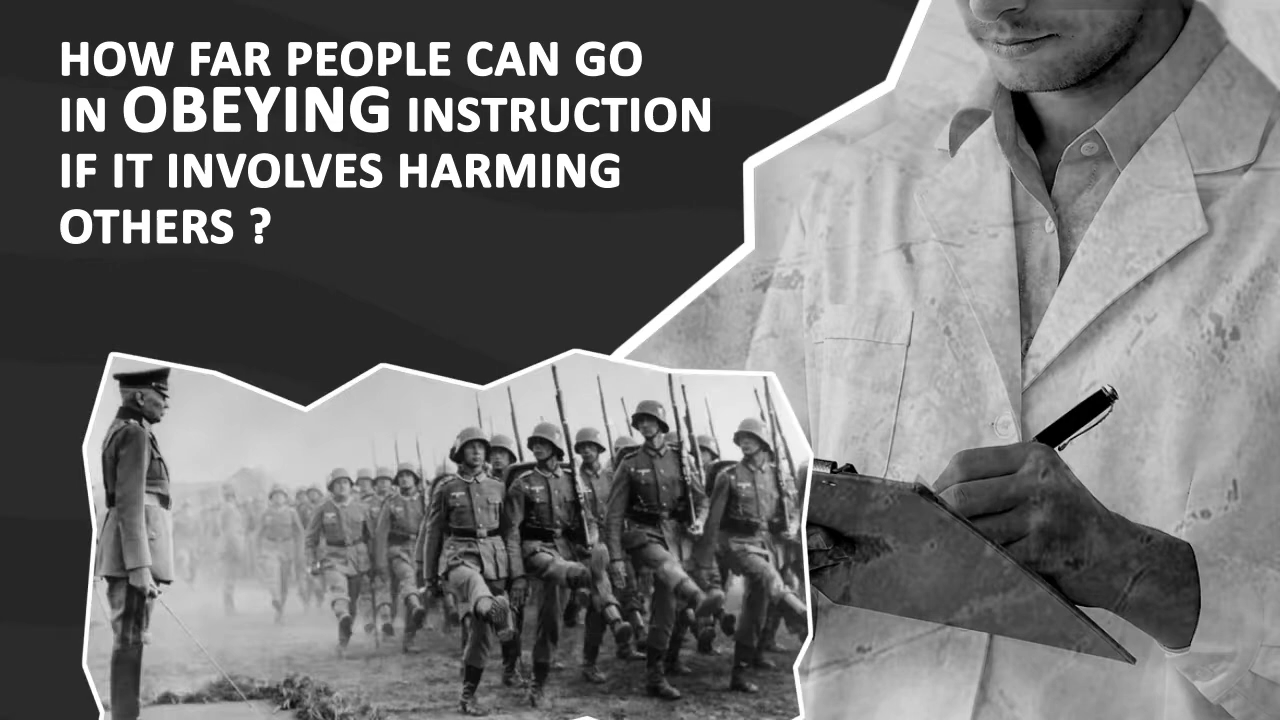 HOW FAR PEOPLE CAN GO
IN OBEYING INSTRUCTION
IF IT INVOLVES HARMING
OTHERS ?